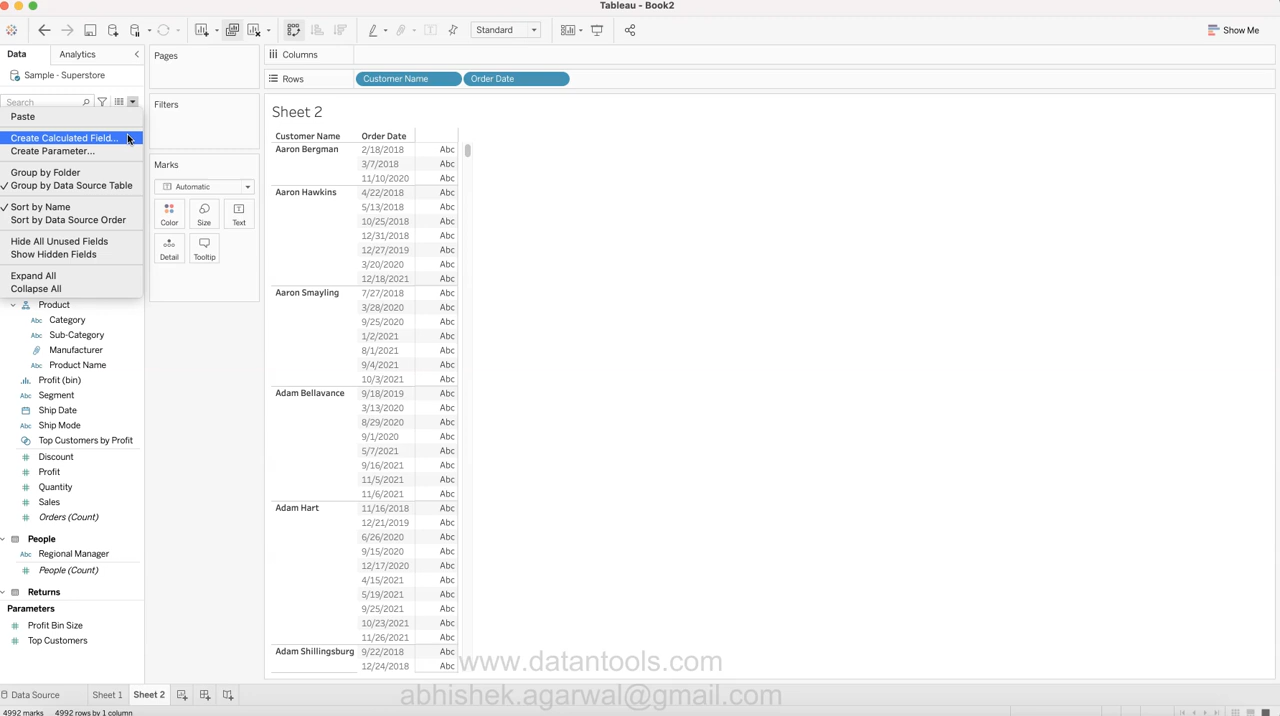 Tableau - Book2
Standard
Show Me
Data
Analytics
Sample - Superstore
Search
Paste
Create Calculated Field...
Create Parameter...
Group by Folder
Group by Data Source Table
Sort by Name
Sort by Data Source Order
Hide All Unused Fields
Show Hidden Fields
Expand All
Collapse All
Product
Abc Category
Abc Sub-Category
Manufacturer
Abc Product Name
Profit (bin)
Abc Segment
Ship Date
Abc Ship Mode
Top Customers by Profit
# Discount
# Profit
# Quantity
# Sales
# Orders (Count)
People
Abc Regional Manager
# People (Count)
Returns
Parameters
# Profit Bin Size
# Top Customers
Pages
Filters
Marks
Automatic
Color
Size
Text
Detail
Tooltip
Columns
Rows
Customer Name
Order Date
Sheet 2
Customer Name Order Date
Aaron Bergman 2/18/2018 Abc
3/7/2018 Abc
11/10/2020 Abc
Aaron Hawkins 4/22/2018 Abc
5/13/2018 Abc
10/25/2018 Abc
12/31/2018 Abc
12/27/2019 Abc
3/20/2020 Abc
12/18/2021 Abc
Aaron Smayling 7/27/2018 Abc
3/28/2020 Abc
9/25/2020 Abc
1/2/2021 Abc
8/1/2021 Abc
9/4/2021 Abc
10/3/2021 Abc
Adam Bellavance 9/18/2019 Abc
3/13/2020 Abc
8/29/2020 Abc
9/1/2020 Abc
5/7/2021 Abc
9/16/2021 Abc
11/5/2021 Abc
11/6/2021 Abc
Adam Hart 11/16/2018 Abc
12/21/2019 Abc
6/26/2020 Abc
9/15/2020 Abc
12/17/2020 Abc
4/15/2021 Abc
5/19/2021 Abc
9/25/2021 Abc
10/23/2021 Abc
11/26/2021 Abc
Adam Shillingsburg 9/22/2018 Abc
12/24/2018 Abc
www.datantools.com
abhishek.agarrwal@gmail.com
Data Source
Sheet 1
Sheet 2
4992 marks
4992 rows by 1 column